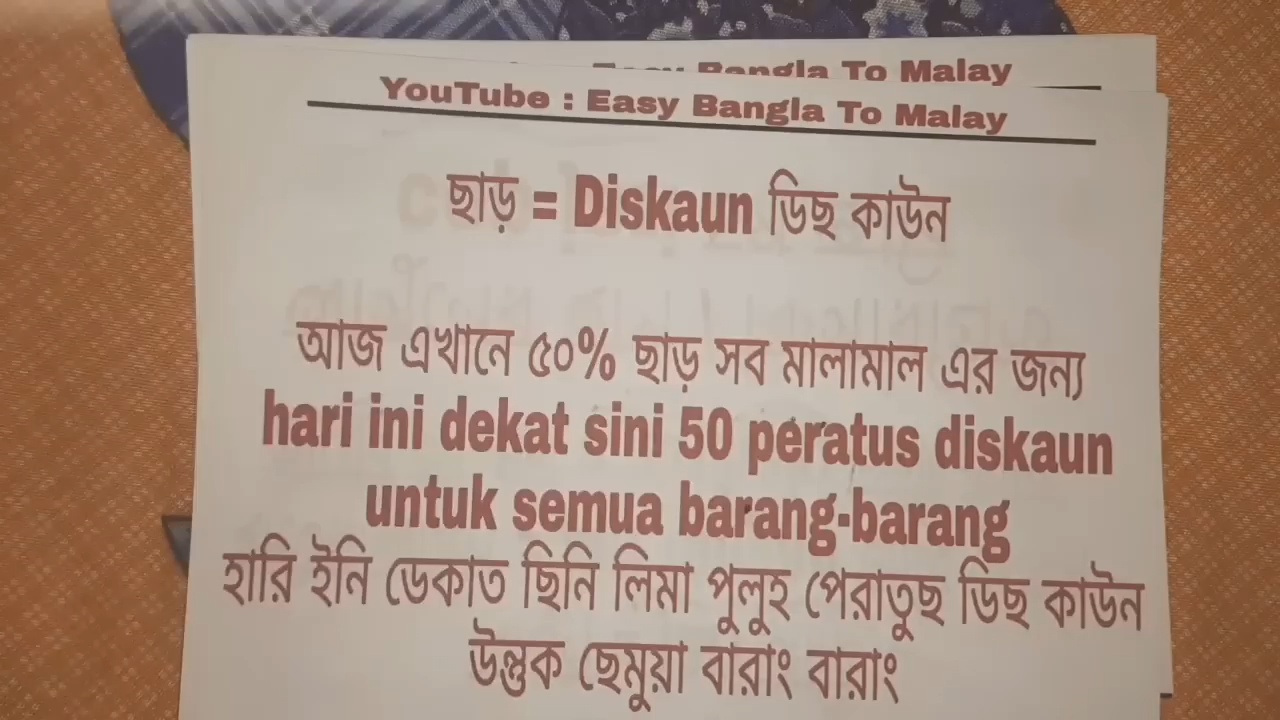 Easy Bangla To Malay
YouTube : Easy Bangla To Malay
ছাড় = Diskaun ডিছ কাউন
আজ এখানে ৫০% ছাড় সব মালামাল এর জন্য
hari ini dekat sini 50 peratus diskaun
untuk semua barang-barang
হারি ইনি ডেকাত ছিনি লিমা পুলুহ পেরাতুছ ডিছ কাউন
উন্তুক ছেমুয়া বারাং বারাং